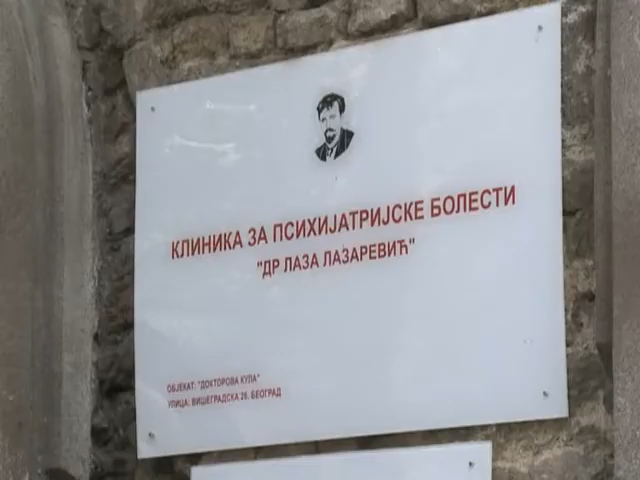 КЛИНИКА ЗА ПСИХИЈАТРИЈСКЕ БОЛЕСТИ
"ДР ЛАЗА ЛАЗАРЕВИЋ"
ОБЈЕКАТ: "ДОКТОРОВА КУЛА"
УЛИЦА: ВИШЕГРАДСКА 26, БЕОГРАД